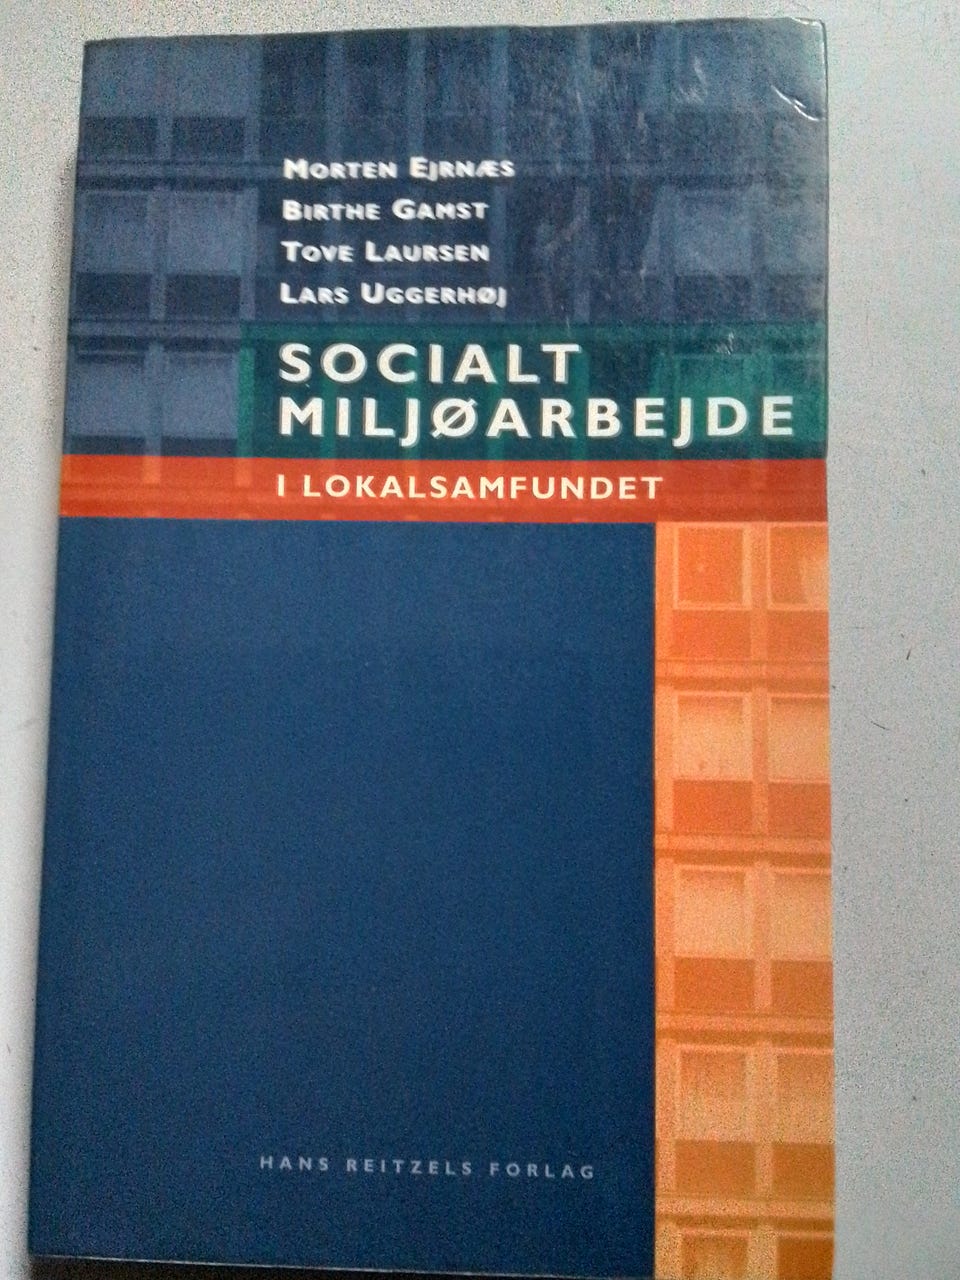 MORTEN EJRNÆS
BIRTHE GAMST
TOVE LAURSEN
LARS UGGERHØJ
SOCIALT
MILJØARBEJDE
I LOKALSAMFUNDET
HANS REITZELS FORLAG